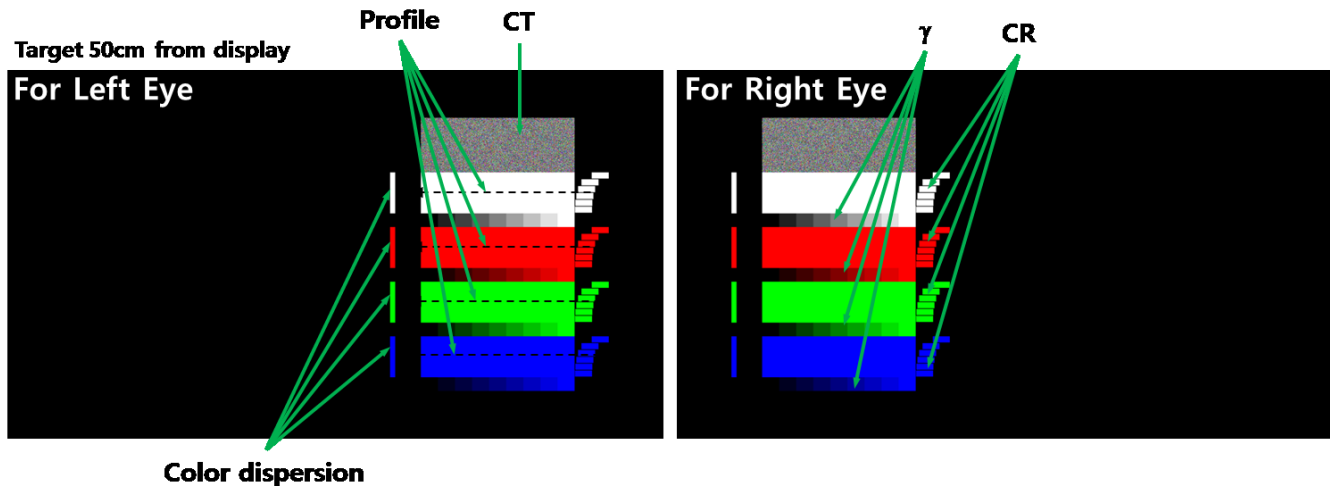 Profile CT
γ CR
Target 50cm from display
For Left Eye
For Right Eye
Color dispersion